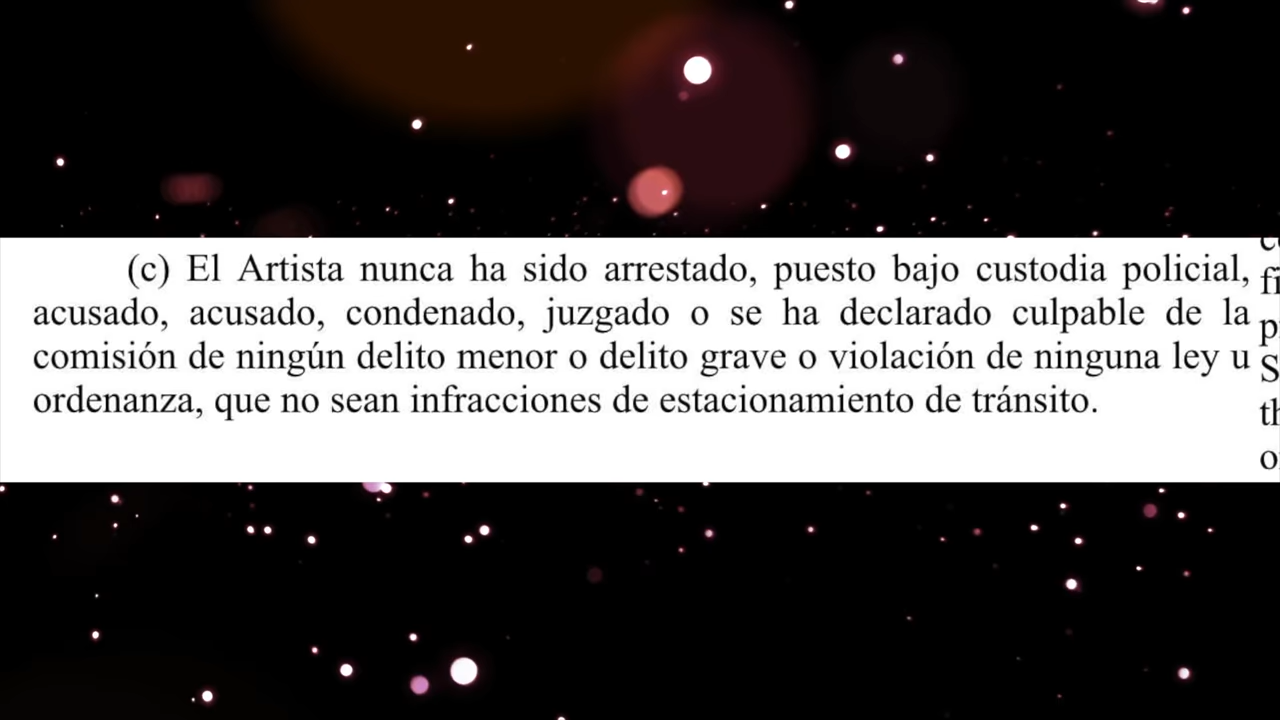 (c) El Artista nunca ha sido arrestado, puesto bajo custodia policial,
acusado, acusado, condenado, juzgado o se ha declarado culpable de la
comisión de ningún delito menor o delito grave o violación de ninguna ley u
ordenanza, que no sean infracciones de estacionamiento de tránsito.